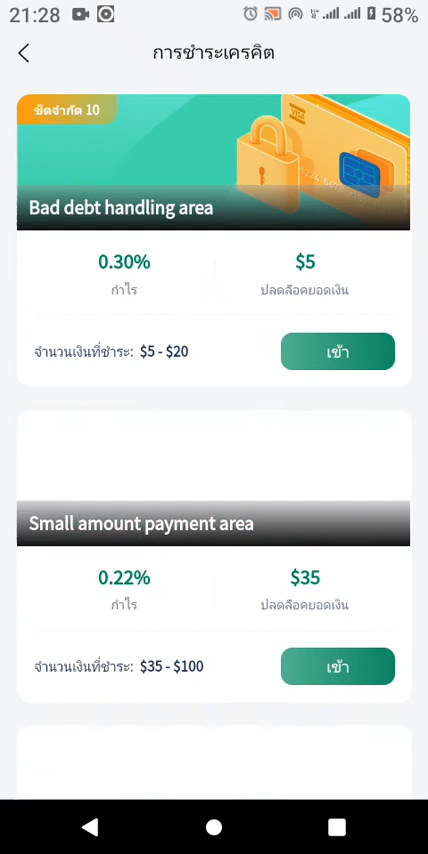 21:28
58%
การชำระเครคิต
ขีดจำกัด 10
VISA
Bad debt handling area
0.30%
$5
กำไร
ปลดล็อคยอดเงิน
จำนวนเงินที่ชำระ: $5 - $20
เข้า
Small amount payment area
0.22%
$35
กำไร
ปลดล็อคยอดเงิน
จำนวนเงินที่ชำระ: $35 - $100
เข้า